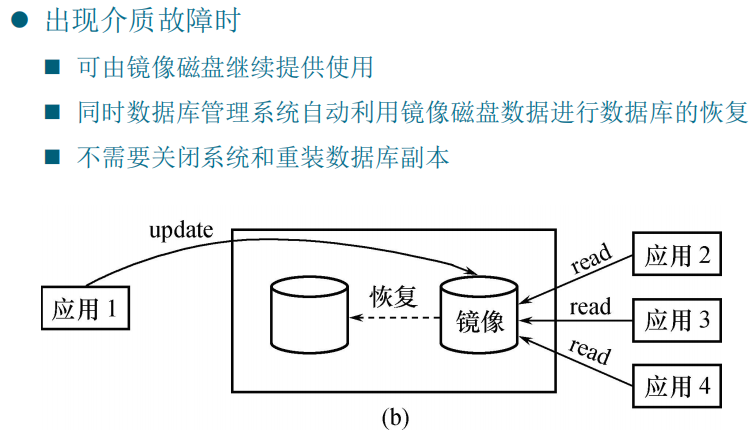 出现介质故障时
可由镜像磁盘继续提供使用
同时数据库管理系统自动利用镜像磁盘数据进行数据库的恢复
不需要关闭系统和重装数据库副本
update
应用1
恢复
镜像
read
应用2
read
应用3
read
应用4
(b)